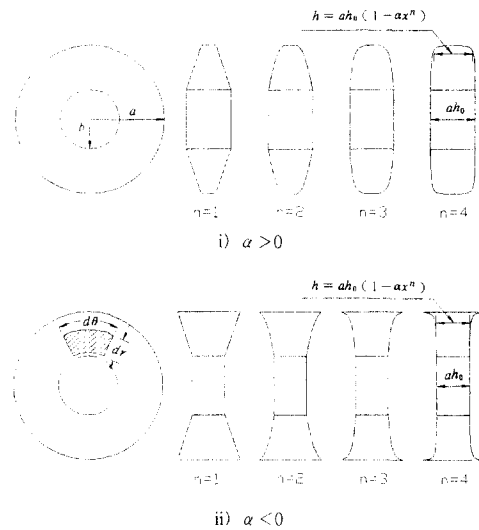 h = ah₀ (1 − αxⁿ)
a
b
ah₀
n=1 n=2 n=3 n=4
i) α > 0
h = ah₀ (1 − αxⁿ)
dθ
dr
ah₀
n=1 n=2 n=3 n=4
ii) α < 0